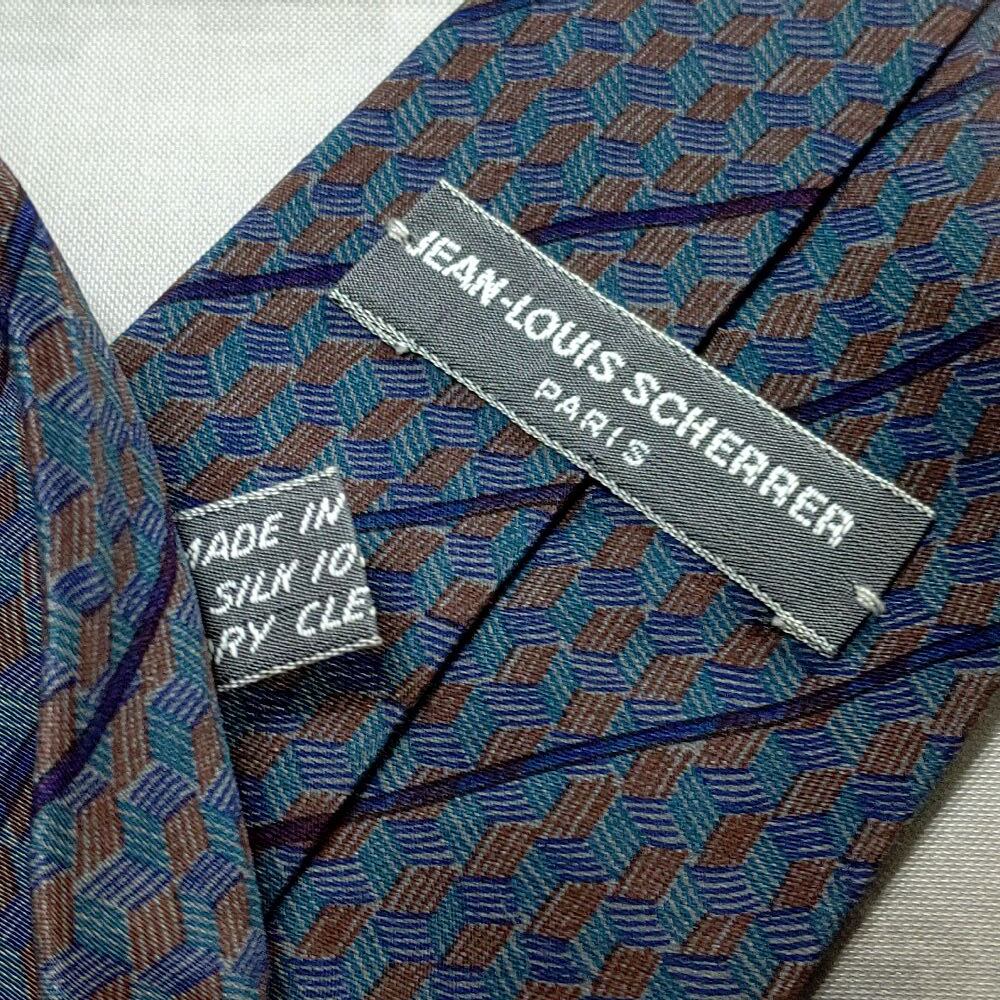 JEAN-LOUIS SCHERRER
PARIS
MADE IN
SILK 10
RY CLE